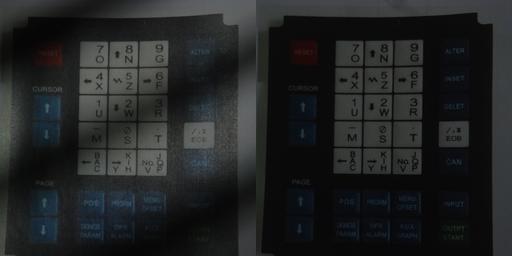 RESET 7 O 8 N 9 G ALTER
4 X 5 Z 6 F INSET
CURSOR
1 U 2 W 3 R DELET
- M 0 S . T /.# EOB
B A C K I H No. V J Q P CAN
PAGE
POS PRGRM MENU OFSET INPUT
DGNOS PARAM OPR ALARM AUX GRAPH OUTPT START
RESET 7 O 8 N 9 G ALTER
4 X 5 Z 6 F INSET
CURSOR
1 U 2 W 3 R DELET
- M 0 S . T /.# EOB
B A C K I H No. V J Q P CAN
PAGE
POS PRGRM MENU OFSET INPUT
DGNOS PARAM OPR ALARM AUX GRAPH OUTPT START